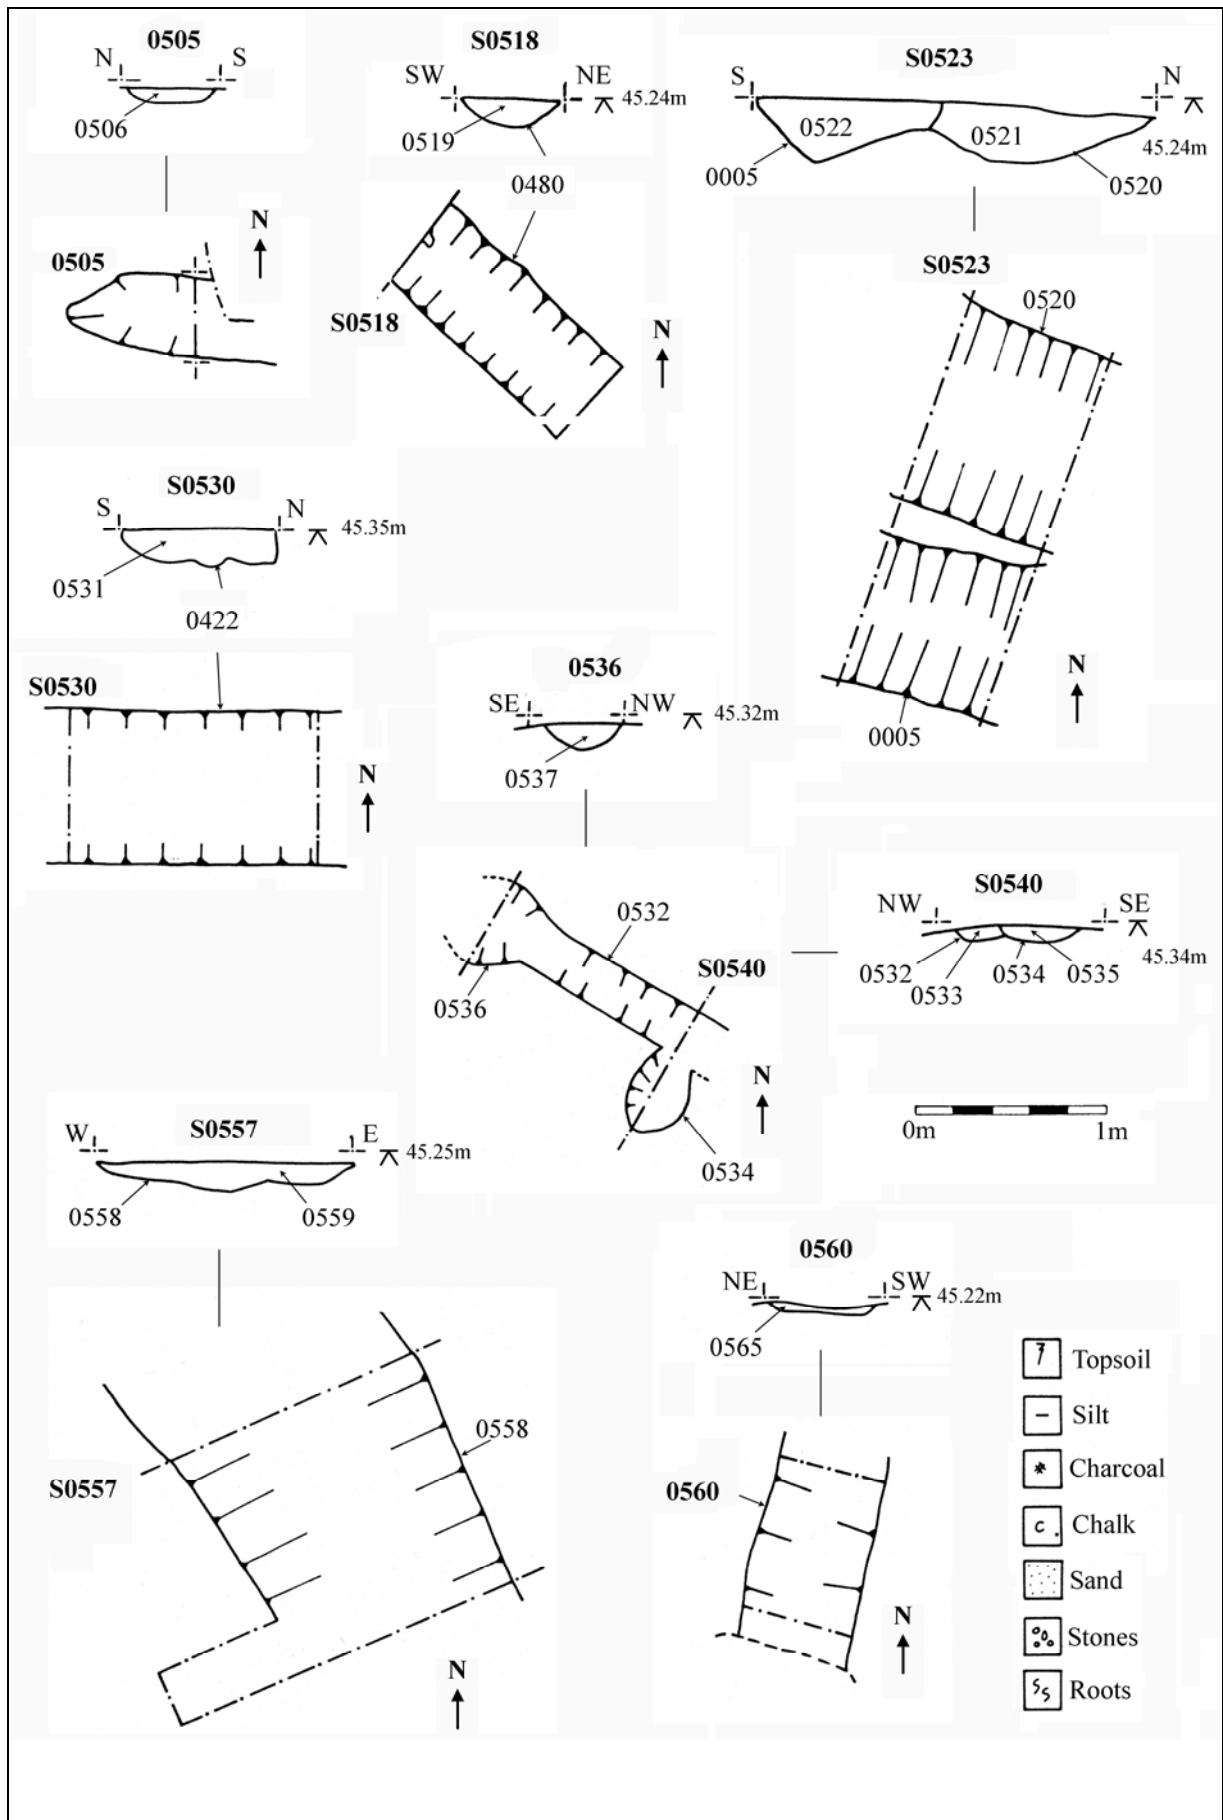 0505
N S
0506
N
0505
S0518
SW NE
45.24m
0519
0480
S0518
N
S0523
S N
0522 0521
45.24m
0005
0520
S0523
0520
N
0005
S0530
S N
45.35m
0531
0422
S0530
N
0536
SE NW
45.32m
0537
0532
S0540
0536
N
0534
S0540
NW SE
0532 0534 0535
45.34m
0533
0m 1m
S0557
W E
45.25m
0558 0559
0558
S0557
N
0560
NE SW
45.22m
0565
0560
N
Topsoil
Silt
Charcoal
c Chalk
Sand
Stones
Roots